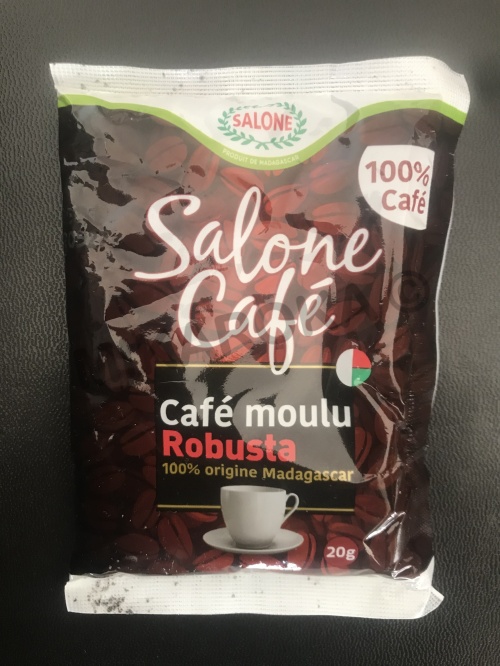 SALONE
PRODUIT DE MADAGASCAR
100%
Café
Salone
Café
Café moulu
Robusta
100% origine Madagascar
20g